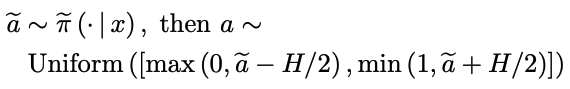 ã ∼ π̃ (· | x), then a ∼
Uniform ([max (0, ã − H/2), min (1, ã + H/2)])